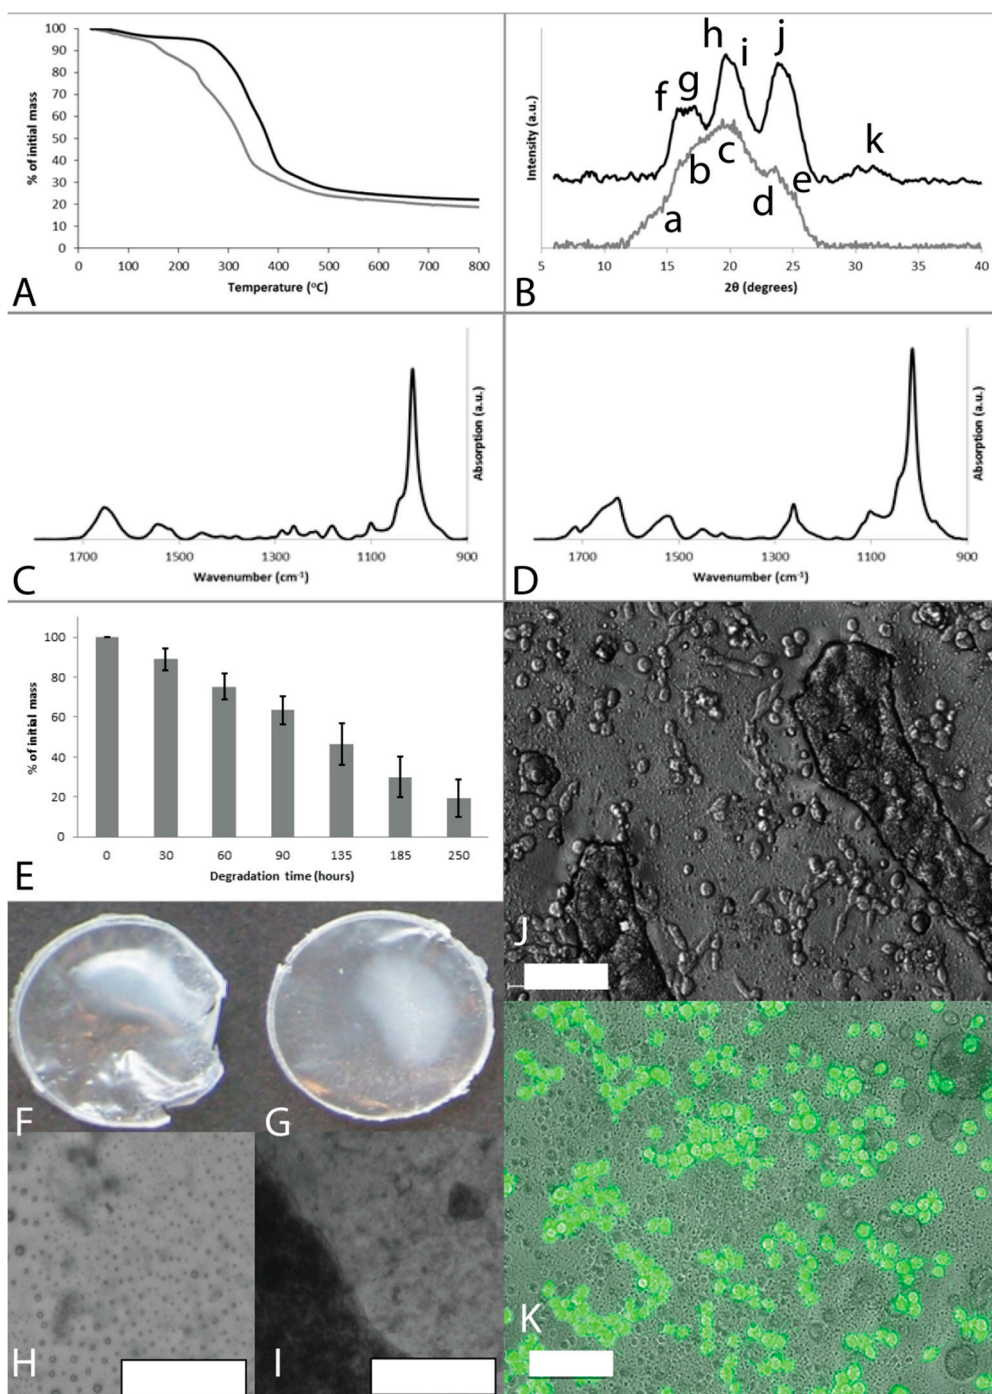 100
90
80
70
60
50
40
30
20
10
0
% of initial mass
0 100 200 300 400 500 600 700 800
Temperature (°C)
A
Intensity (a.u.)
h i j
f g k
b c
a d e
5 10 15 20 25 30 35 40
2θ (degrees)
B
Absorption (a.u.)
1700 1500 1300 1100 900
Wavenumber (cm⁻¹)
C
Absorption (a.u.)
1700 1500 1300 1100 900
Wavenumber (cm⁻¹)
D
100
80
60
40
20
0
% of initial mass
0 30 60 90 135 185 250
Degradation time (hours)
E
F
G
H
I
J
K